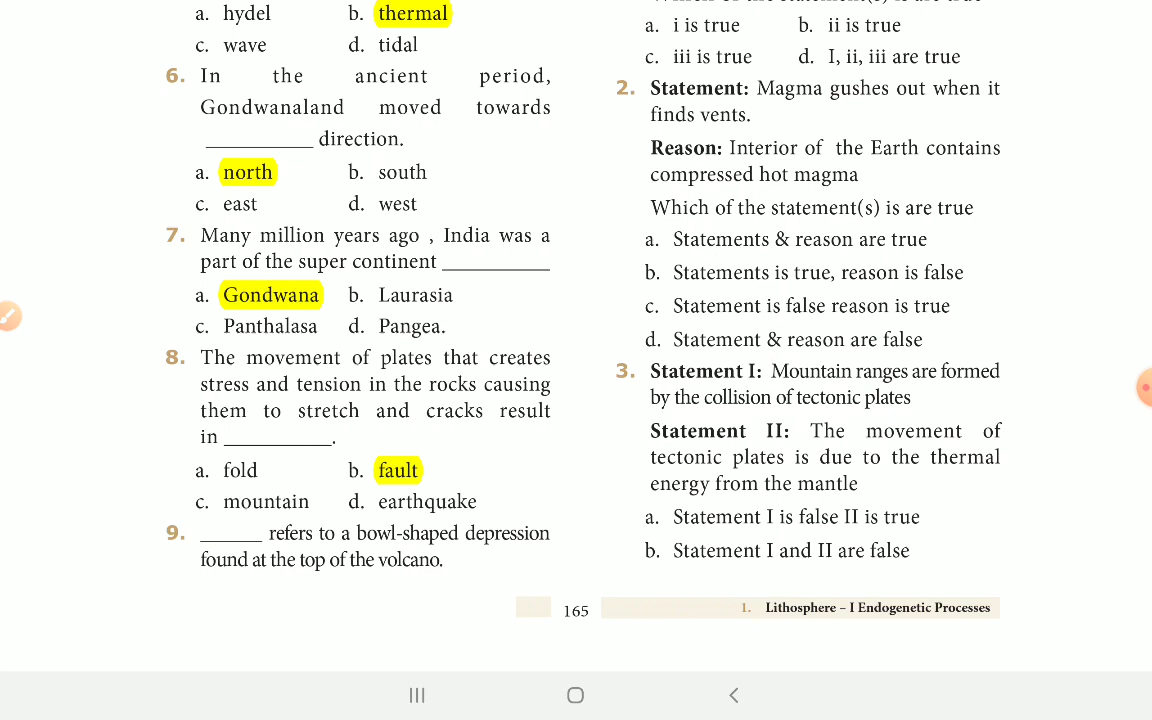 a. hydel b. thermal
c. wave d. tidal
6. In the ancient period,
Gondwanaland moved towards
__________ direction.
a. north b. south
c. east d. west
7. Many million years ago , India was a
part of the super continent __________
a. Gondwana b. Laurasia
c. Panthalasa d. Pangea.
8. The movement of plates that creates
stress and tension in the rocks causing
them to stretch and cracks result
in __________.
a. fold b. fault
c. mountain d. earthquake
9. ______ refers to a bowl-shaped depression
found at the top of the volcano.
a. i is true b. ii is true
c. iii is true d. I, ii, iii are true
2. Statement: Magma gushes out when it
finds vents.
Reason: Interior of the Earth contains
compressed hot magma
Which of the statement(s) is are true
a. Statements & reason are true
b. Statements is true, reason is false
c. Statement is false reason is true
d. Statement & reason are false
3. Statement I: Mountain ranges are formed
by the collision of tectonic plates
Statement II: The movement of
tectonic plates is due to the thermal
energy from the mantle
a. Statement I is false II is true
b. Statement I and II are false
165
1. Lithosphere – I Endogenetic Processes